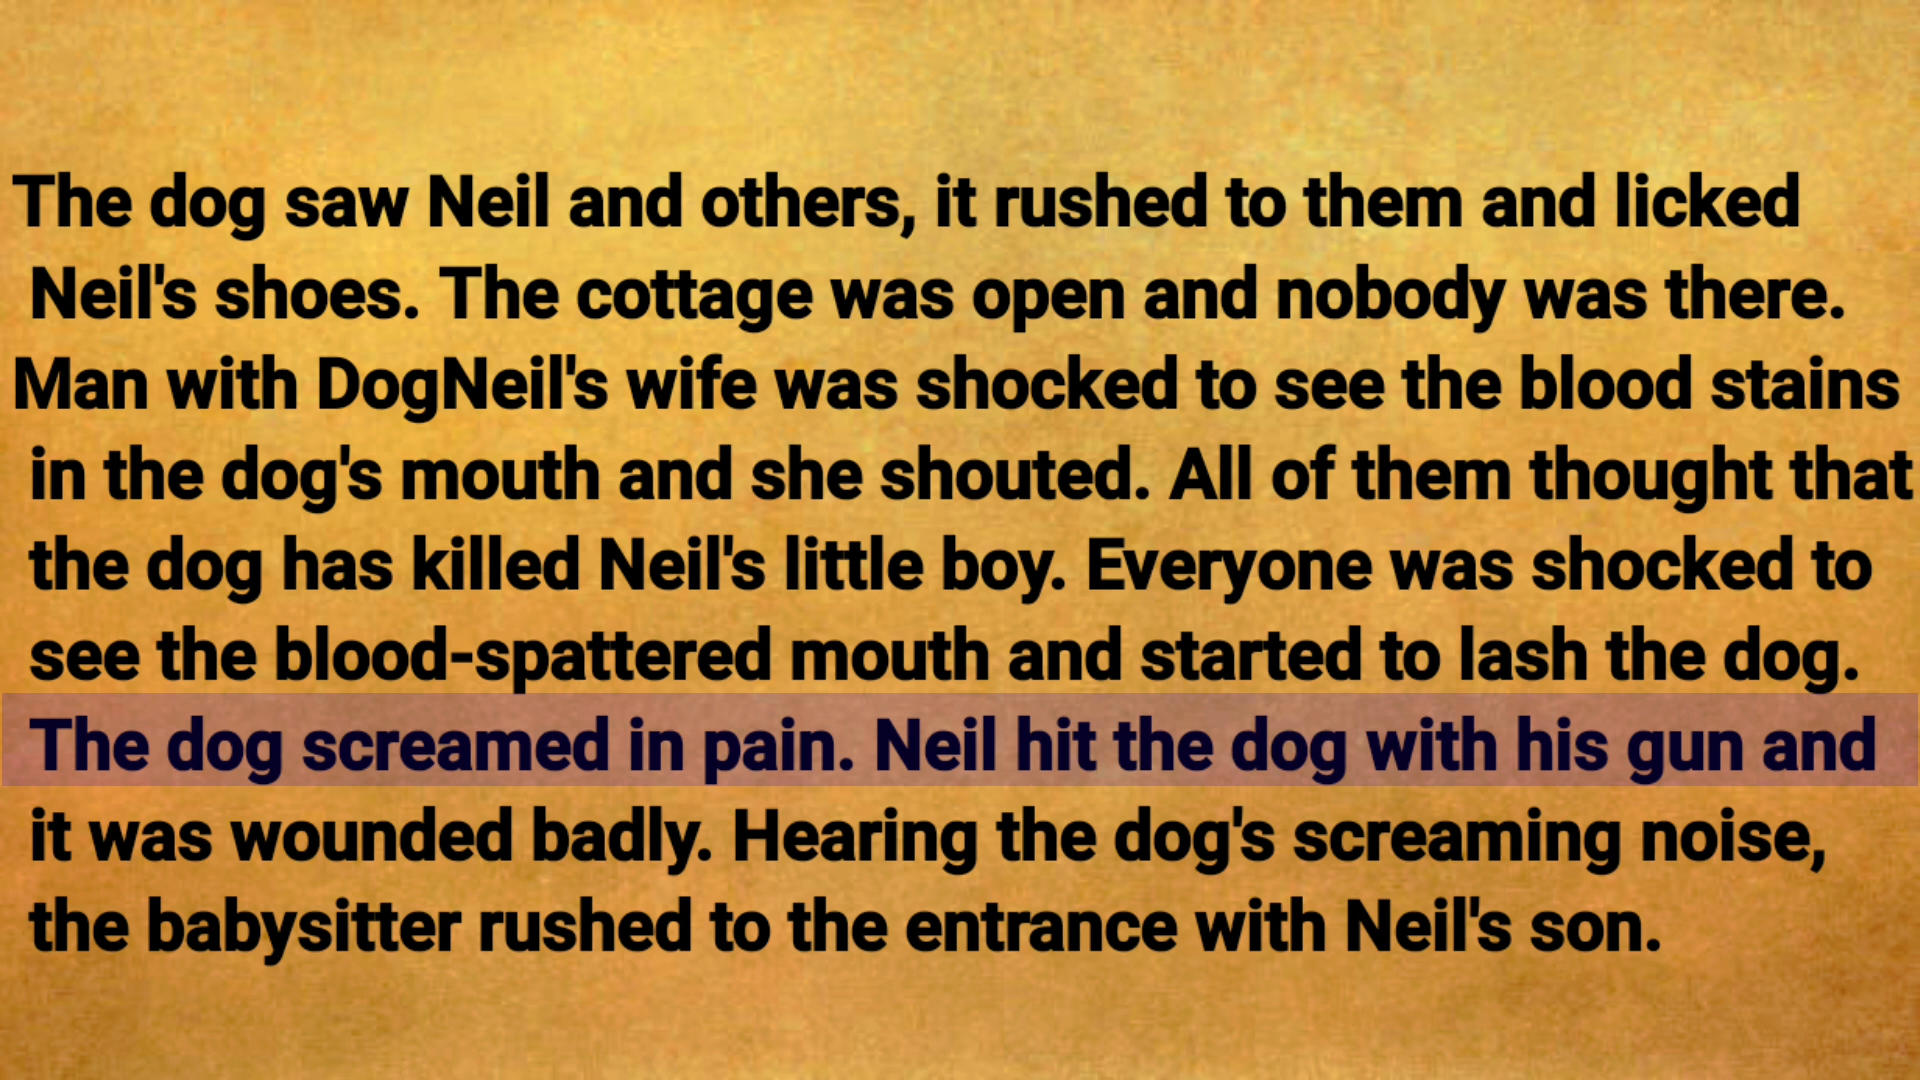 The dog saw Neil and others, it rushed to them and licked
Neil's shoes. The cottage was open and nobody was there.
Man with DogNeil's wife was shocked to see the blood stains
in the dog's mouth and she shouted. All of them thought that
the dog has killed Neil's little boy. Everyone was shocked to
see the blood-spattered mouth and started to lash the dog.
The dog screamed in pain. Neil hit the dog with his gun and
it was wounded badly. Hearing the dog's screaming noise,
the babysitter rushed to the entrance with Neil's son.